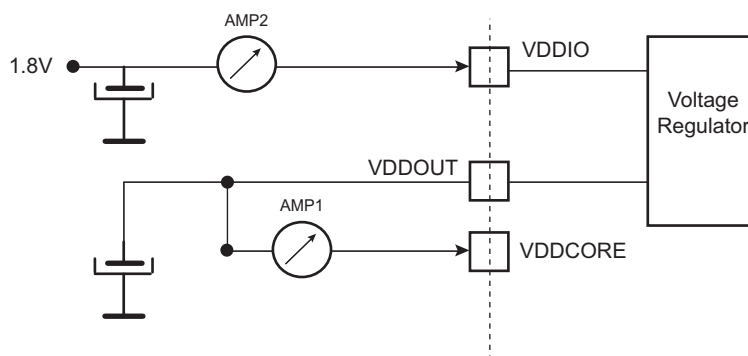 AMP2
1.8V
VDDIO
Voltage
Regulator
VDDOUT
AMP1
VDDCORE